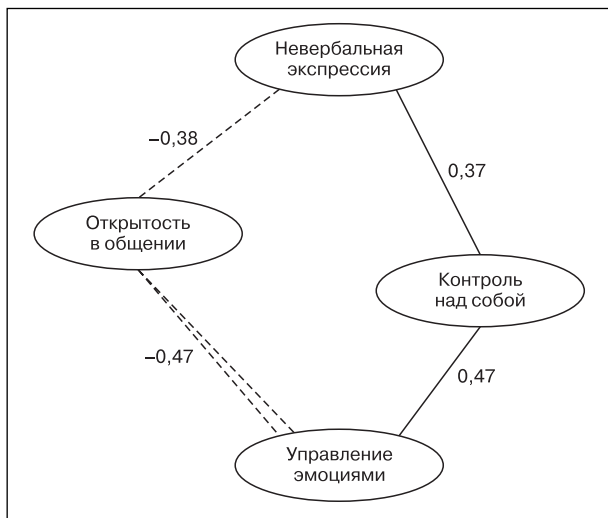 Невербальная
экспрессия
–0,38
0,37
Открытость
в общении
Контроль
над собой
–0,47
0,47
Управление
эмоциями